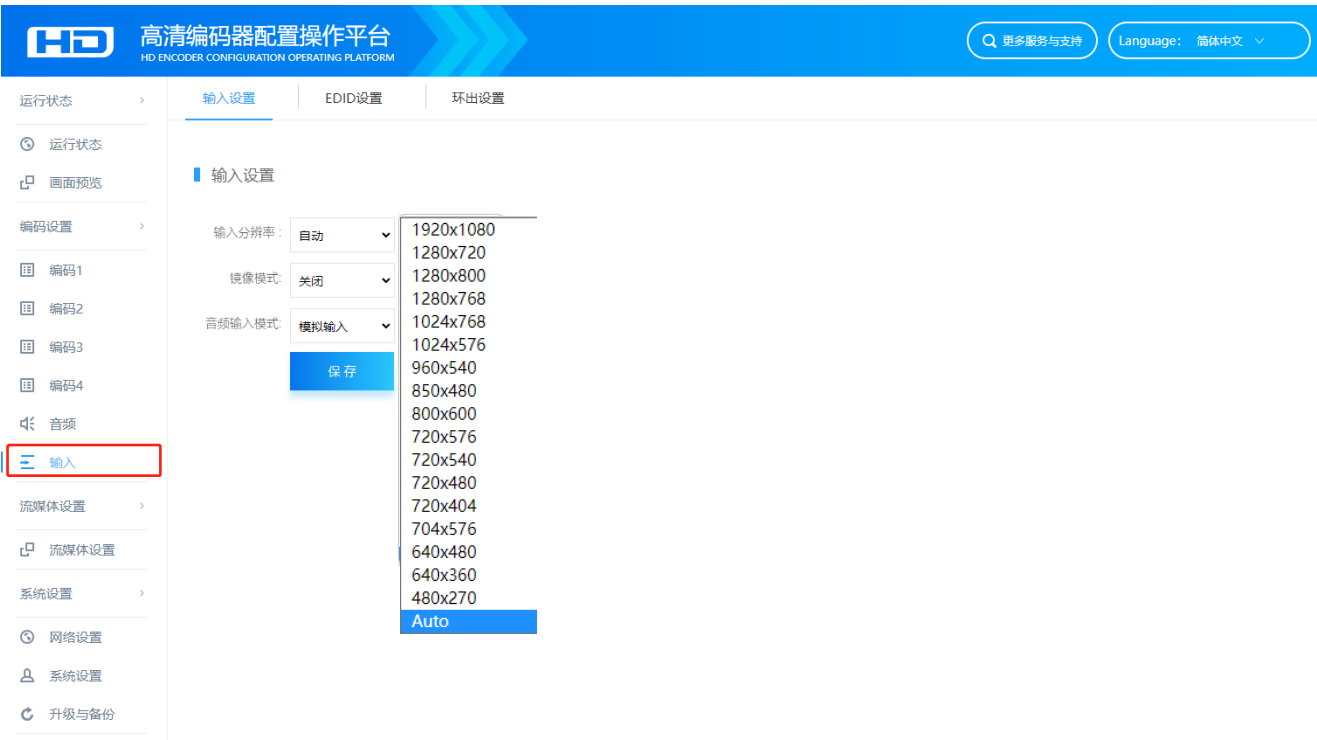 HD
高清编码器配置操作平台
HD ENCODER CONFIGURATION OPERATING PLATFORM
更多服务与支持
Language: 简体中文
运行状态
运行状态
画面预览
编码设置
编码1
编码2
编码3
编码4
音频
输入
流媒体设置
流媒体设置
系统设置
网络设置
系统设置
升级与备份
输入设置
EDID设置
环出设置
输入设置
输入分辨率 : 自动
镜像模式: 关闭
音频输入模式: 模拟输入
保存
1920x1080
1280x720
1280x800
1280x768
1024x768
1024x576
960x540
850x480
800x600
720x576
720x540
720x480
720x404
704x576
640x480
640x360
480x270
Auto